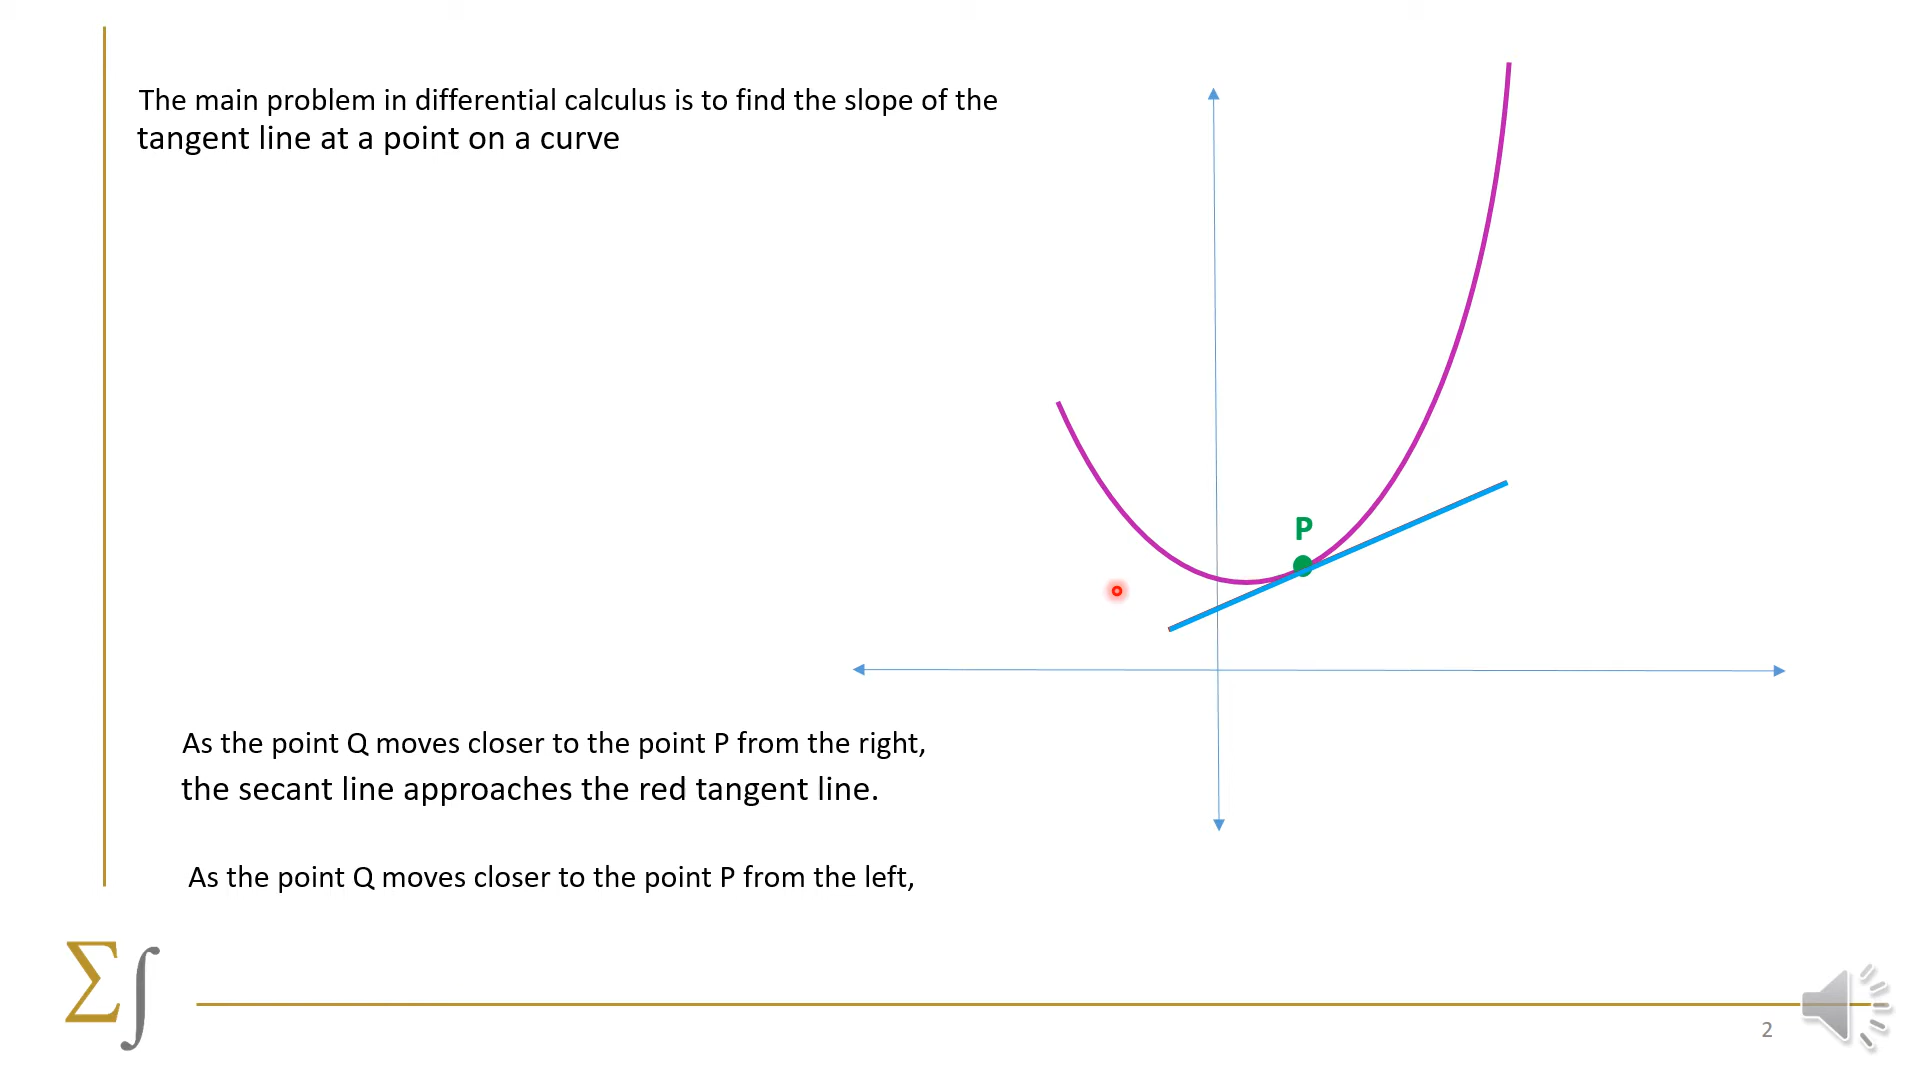 The main problem in differential calculus is to find the slope of the
tangent line at a point on a curve
P
As the point Q moves closer to the point P from the right,
the secant line approaches the red tangent line.
As the point Q moves closer to the point P from the left,
∑∫
2